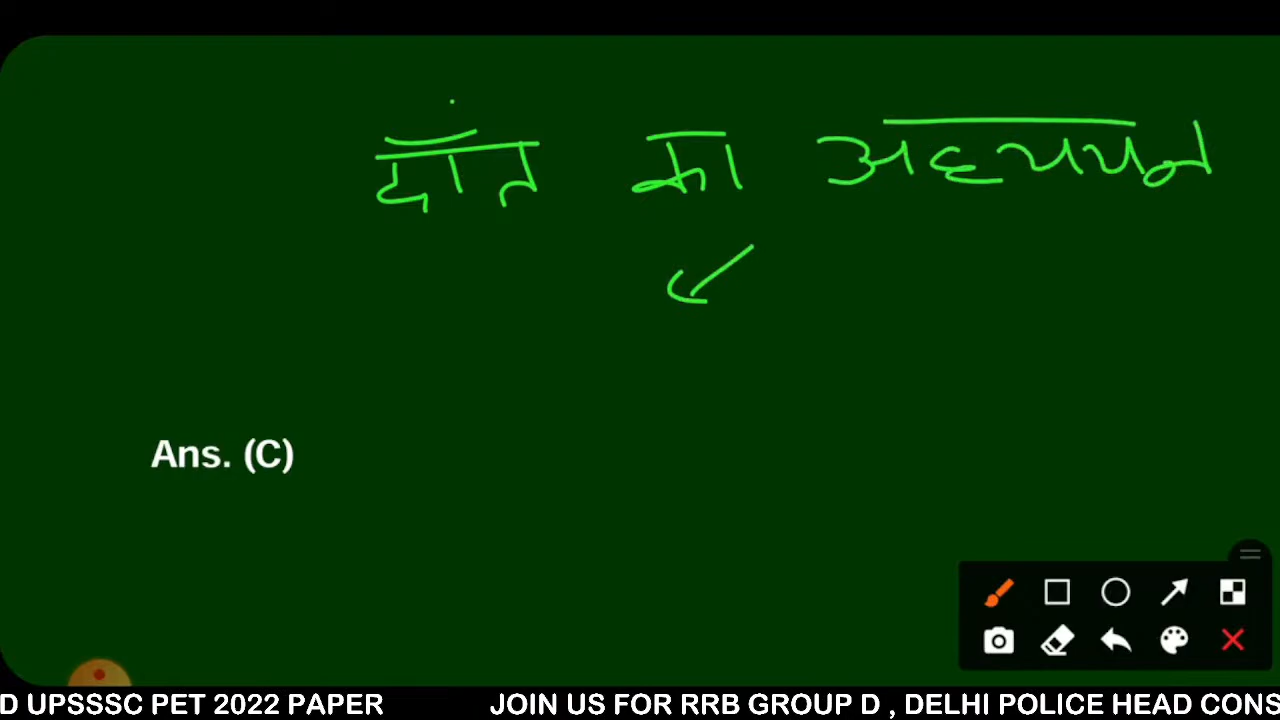 दांत का अध्ययन
Ans. (C)
D UPSSSC PET 2022 PAPER JOIN US FOR RRB GROUP D , DELHI POLICE HEAD CONS